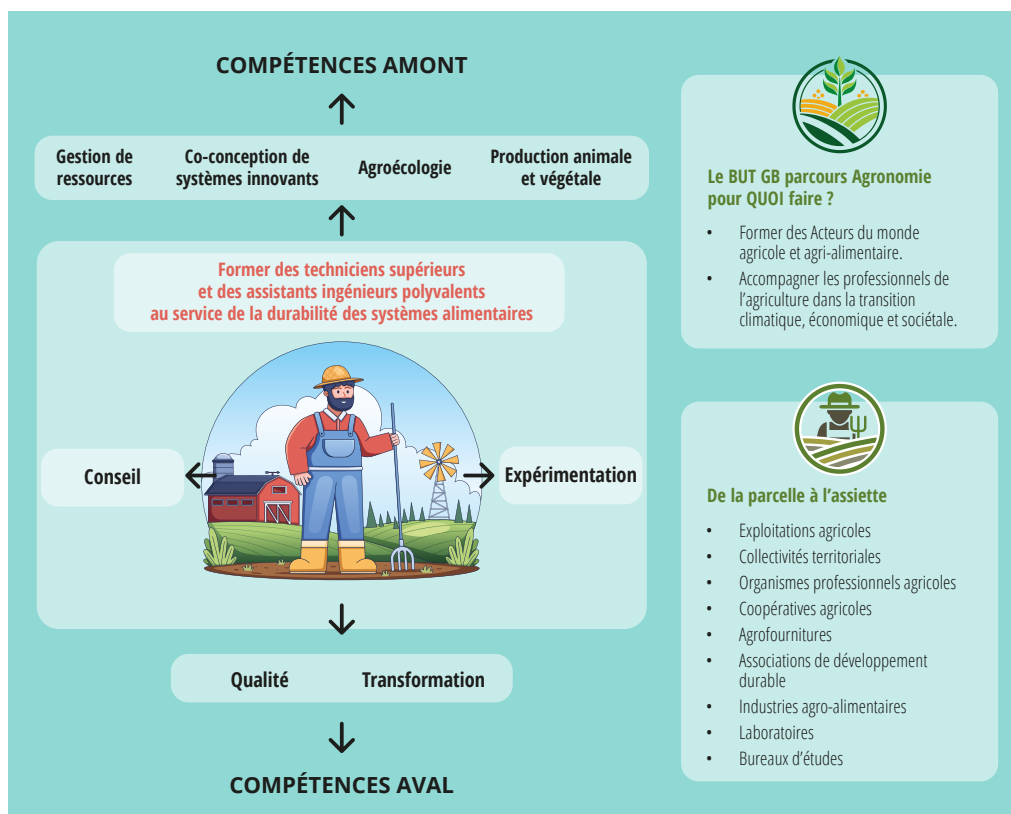 COMPÉTENCES AMONT
Gestion de
ressources
Co-conception de
systèmes innovants
Agroécologie
Production animale
et végétale
Former des techniciens supérieurs
et des assistants ingénieurs polyvalents
au service de la durabilité des systèmes alimentaires
Conseil
Expérimentation
Qualité
Transformation
COMPÉTENCES AVAL
Le BUT GB parcours Agronomie
pour QUOI faire ?
• Former des Acteurs du monde
agricole et agri-alimentaire.
• Accompagner les professionnels de
l’agriculture dans la transition
climatique, économique et sociétale.
De la parcelle à l’assiette
• Exploitations agricoles
• Collectivités territoriales
• Organismes professionnels agricoles
• Coopératives agricoles
• Agrofournitures
• Associations de développement
durable
• Industries agro-alimentaires
• Laboratoires
• Bureaux d’études